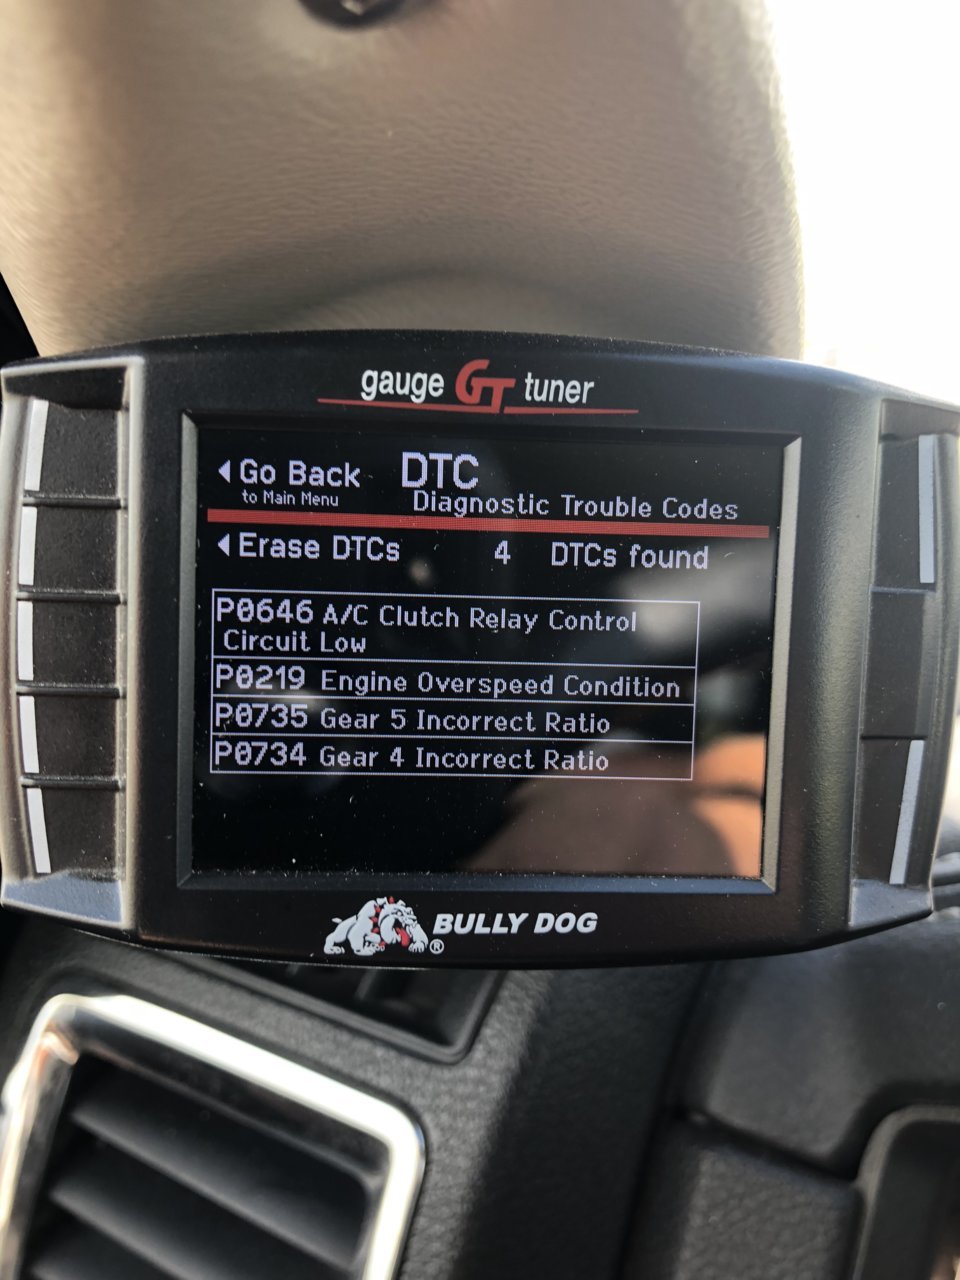 gauge GT tuner
Go Back DTC
to Main Menu Diagnostic Trouble Codes
Erase DTCs 4 DTCs found
P0646 A/C Clutch Relay Control
Circuit Low
P0219 Engine Overspeed Condition
P0735 Gear 5 Incorrect Ratio
P0734 Gear 4 Incorrect Ratio
BULLY DOG
®